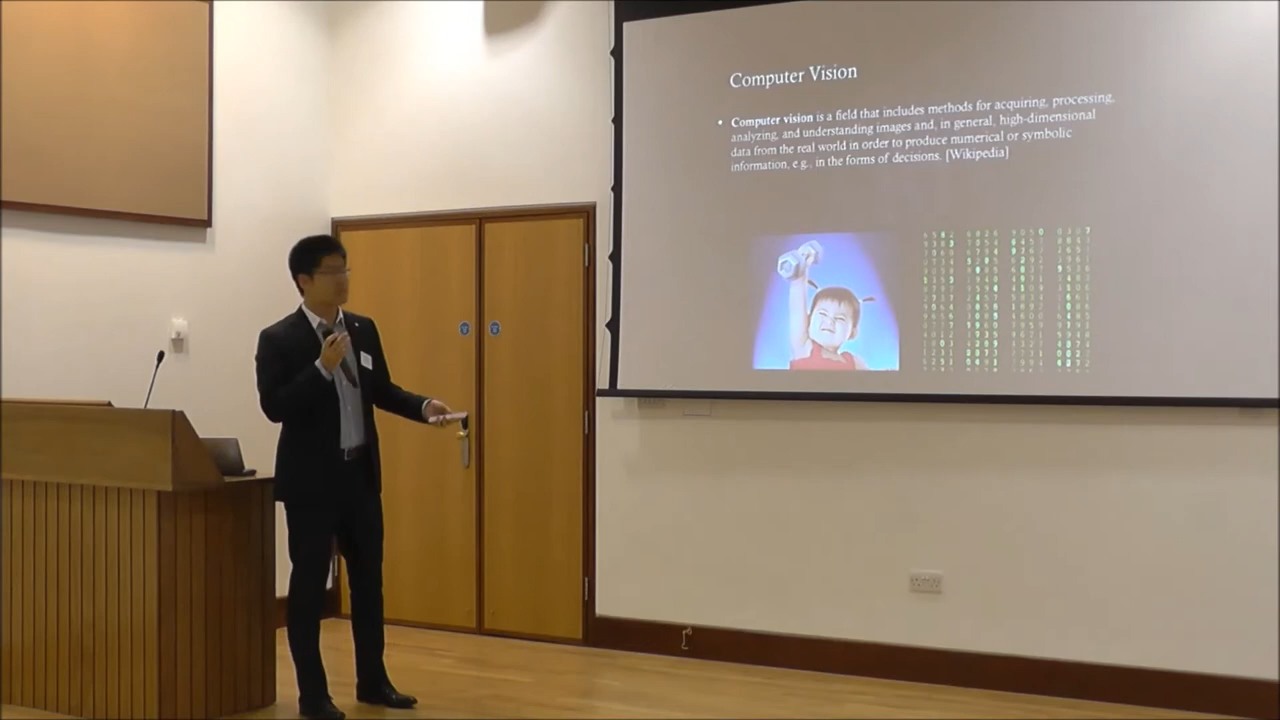 Computer Vision
• Computer vision is a field that includes methods for acquiring, processing,
analyzing, and understanding images and, in general, high-dimensional
data from the real world in order to produce numerical or symbolic
information, e.g., in the forms of decisions. [Wikipedia]